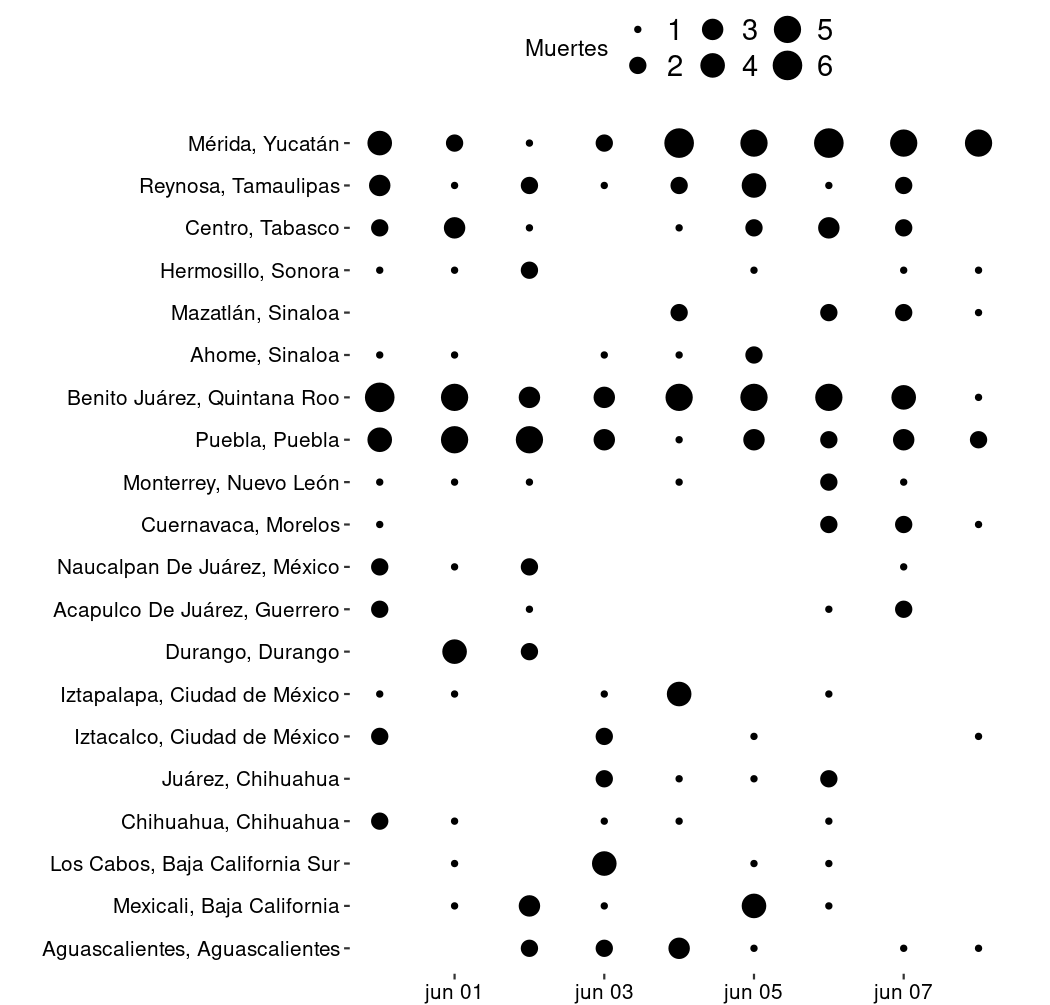 Muertes
1 3 5
2 4 6
Mérida, Yucatán
Reynosa, Tamaulipas
Centro, Tabasco
Hermosillo, Sonora
Mazatlán, Sinaloa
Ahome, Sinaloa
Benito Juárez, Quintana Roo
Puebla, Puebla
Monterrey, Nuevo León
Cuernavaca, Morelos
Naucalpan De Juárez, México
Acapulco De Juárez, Guerrero
Durango, Durango
Iztapalapa, Ciudad de México
Iztacalco, Ciudad de México
Juárez, Chihuahua
Chihuahua, Chihuahua
Los Cabos, Baja California Sur
Mexicali, Baja California
Aguascalientes, Aguascalientes
jun 01 jun 03 jun 05 jun 07